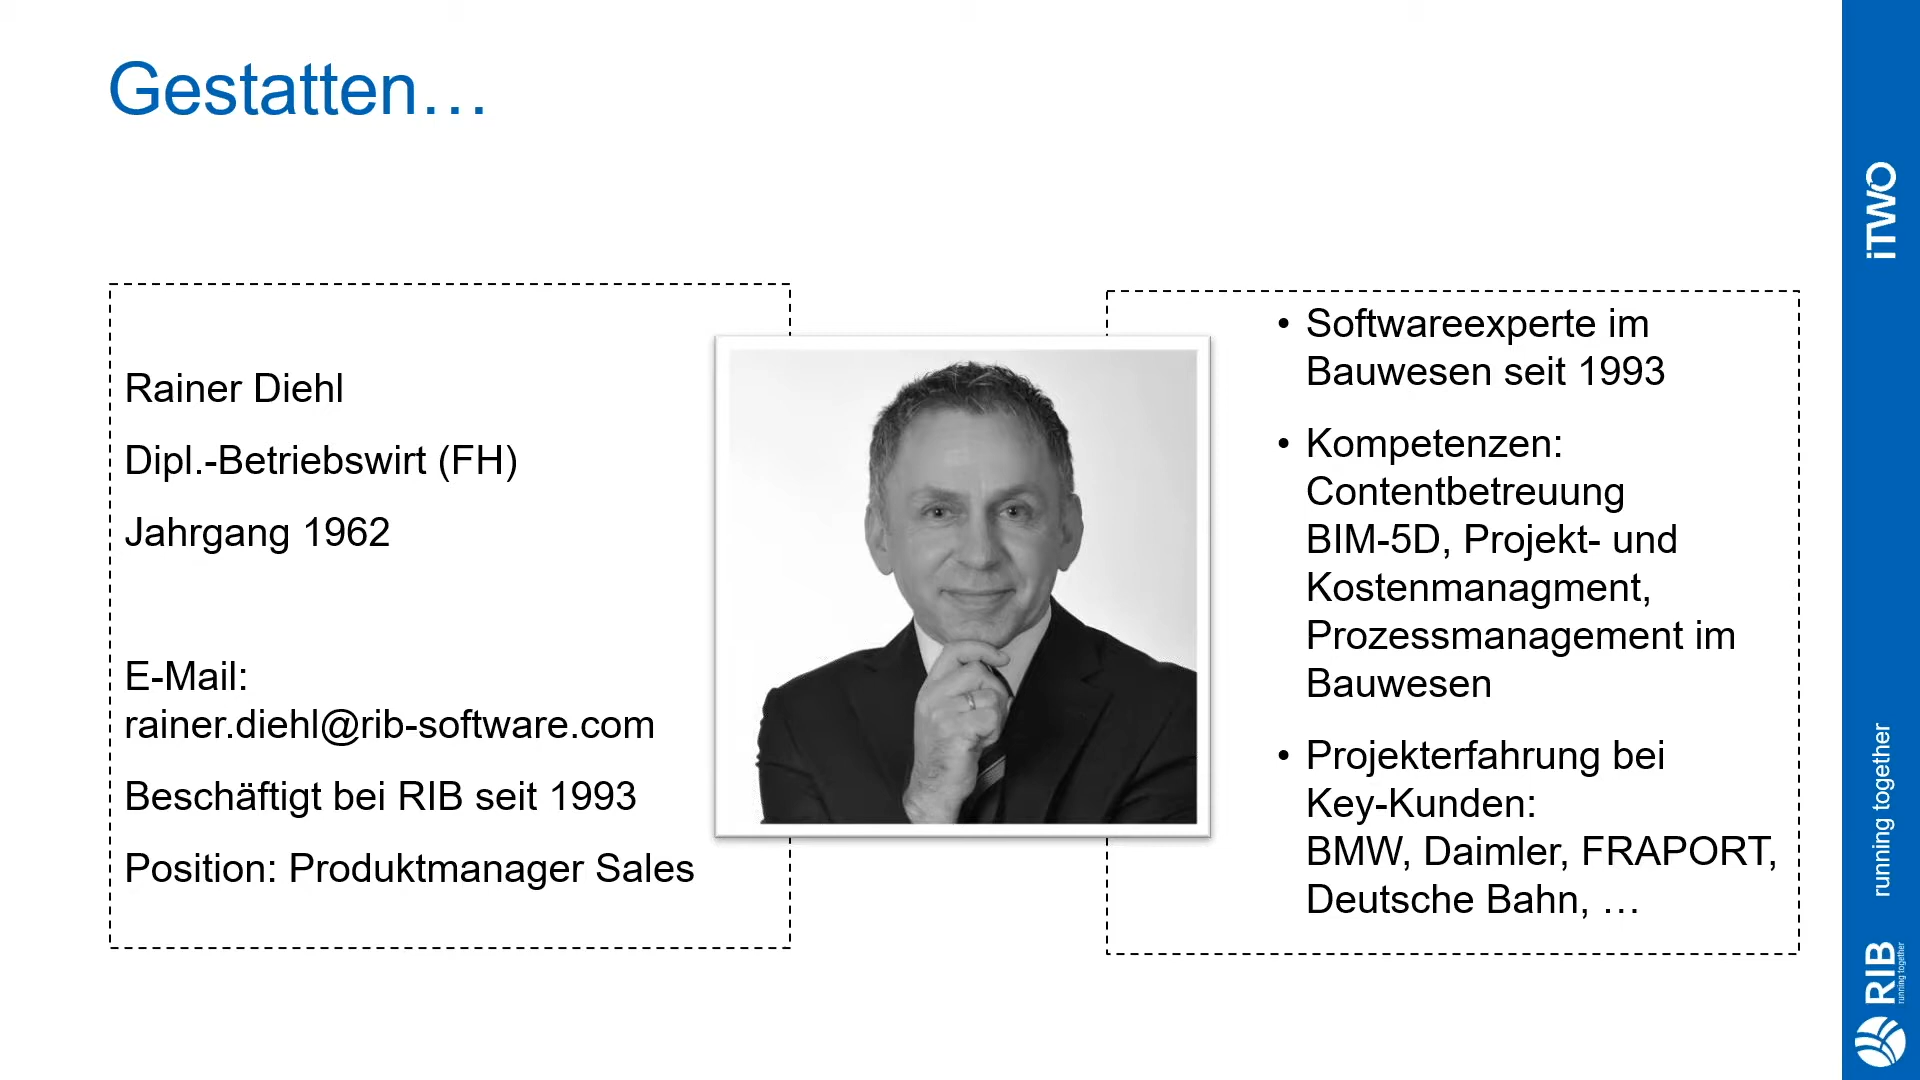 Gestatten…
Rainer Diehl
Dipl.-Betriebswirt (FH)
Jahrgang 1962
E-Mail:
rainer.diehl@rib-software.com
Beschäftigt bei RIB seit 1993
Position: Produktmanager Sales
• Softwareexperte im
Bauwesen seit 1993
• Kompetenzen:
Contentbetreuung
BIM-5D, Projekt- und
Kostenmanagment,
Prozessmanagement im
Bauwesen
• Projekterfahrung bei
Key-Kunden:
BMW, Daimler, FRAPORT,
Deutsche Bahn, …
iTWO
running together
RIB
running together